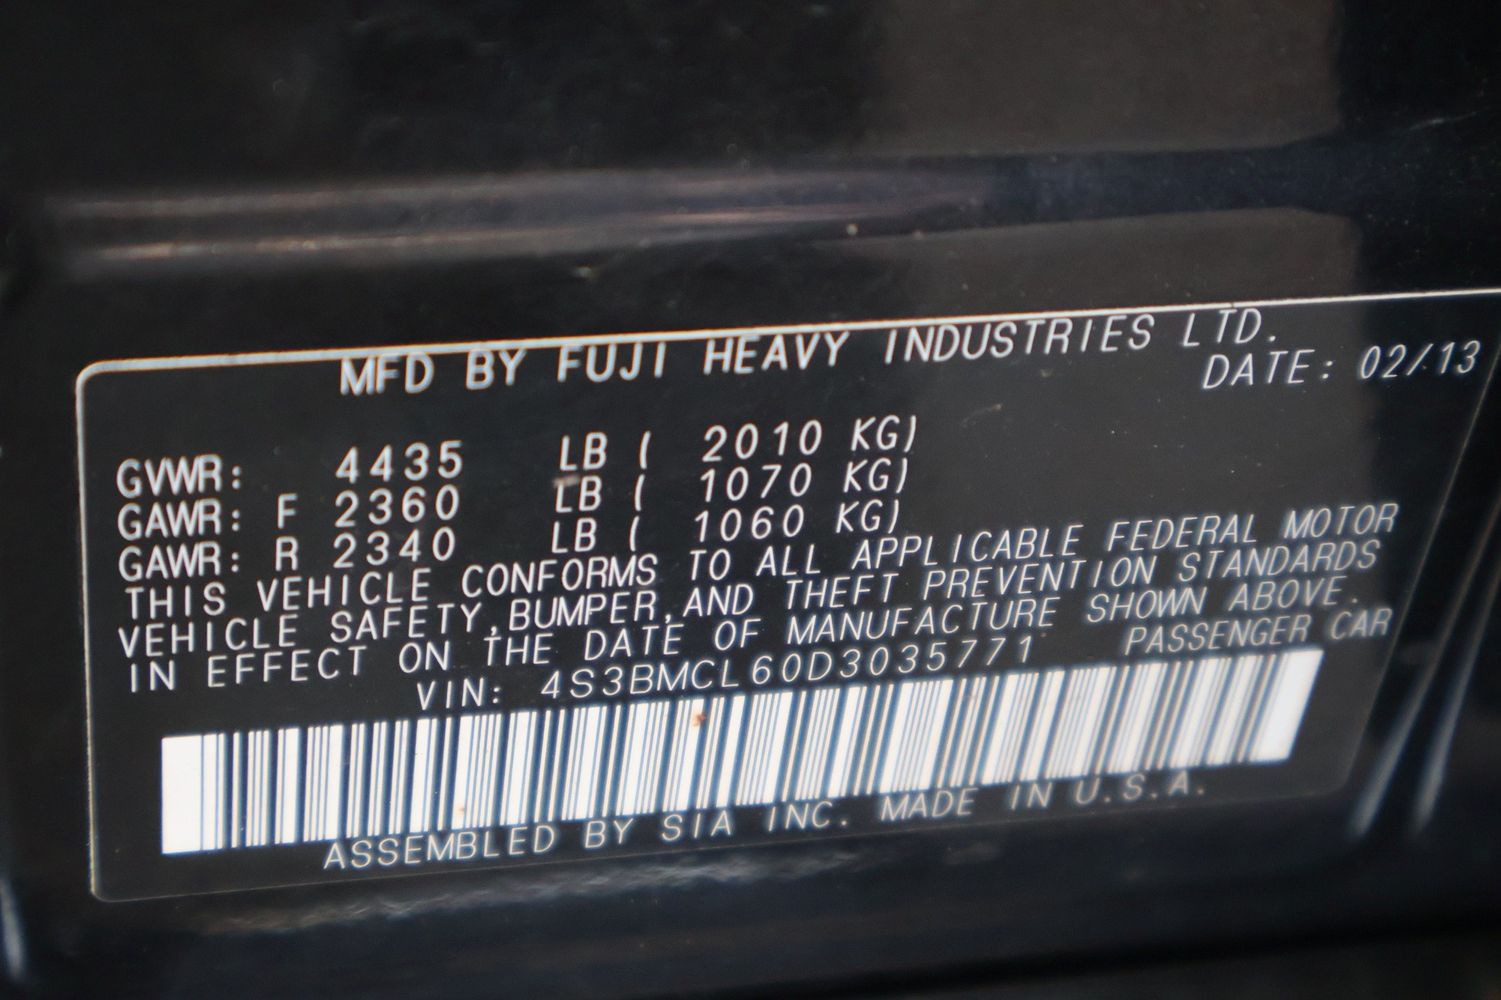 MFD BY FUJI HEAVY INDUSTRIES LTD.
DATE: 02/13
GVWR: 4435 LB ( 2010 KG)
GAWR: F 2360 LB ( 1070 KG)
GAWR: R 2340 LB ( 1060 KG)
THIS VEHICLE CONFORMS TO ALL APPLICABLE FEDERAL MOTOR
VEHICLE SAFETY,BUMPER,AND THEFT PREVENTION STANDARDS
IN EFFECT ON THE DATE OF MANUFACTURE SHOWN ABOVE.
VIN: 4S3BMCL60D3035771 PASSENGER CAR
ASSEMBLED BY SIA INC. MADE IN U.S.A.